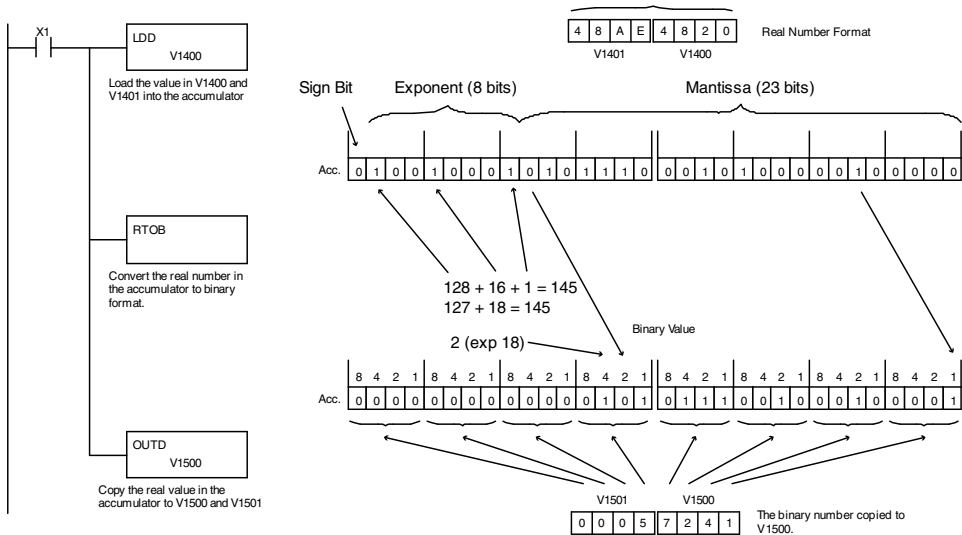 X1
LDD
V1400
Load the value in V1400 and
V1401 into the accumulator
RTOB
Convert the real number in
the accumulator to binary
format.
OUTD
V1500
Copy the real value in the
accumulator to V1500 and V1501
4 8 A E 4 8 2 0
Real Number Format
V1401 V1400
Sign Bit Exponent (8 bits) Mantissa (23 bits)
Acc. 0 1 0 0 1 0 0 0 1 0 1 0 1 1 1 0 0 1 0 0 1 0 0 0 0 0 1 0 0 0 0 0
128 + 16 + 1 = 145
127 + 18 = 145
2 (exp 18)
Binary Value
8 4 2 1 8 4 2 1 8 4 2 1 8 4 2 1 8 4 2 1 8 4 2 1 8 4 2 1 8 4 2 1
Acc. 0 0 0 0 0 0 0 0 0 0 0 0 0 1 0 1 0 1 1 1 0 0 1 0 0 1 0 0 0 0 0 1
V1501 V1500
0 0 0 5 7 2 4 1
The binary number copied to
V1500.